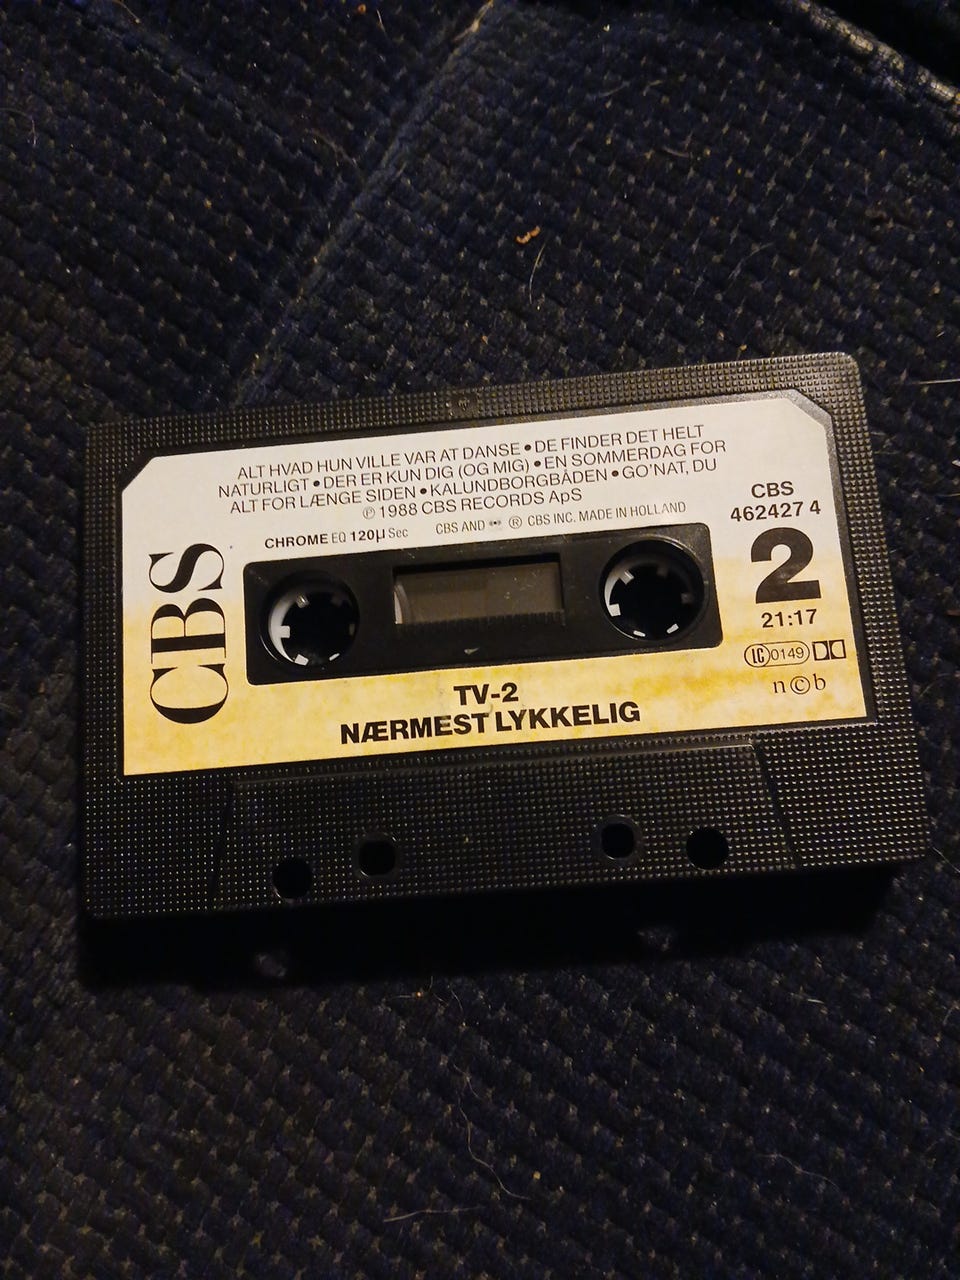 ALT HVAD HUN VILLE VAR AT DANSE • DE FINDER DET HELT
NATURLIGT • DER ER KUN DIG (OG MIG) • EN SOMMERDAG FOR
ALT FOR LÆNGE SIDEN • KALUNDBORGBÅDEN • GO'NAT, DU
℗ 1988 CBS RECORDS ApS
CHROME EQ 120µ Sec CBS AND ® CBS INC. MADE IN HOLLAND
CBS
462427 4
2
21:17
LC 0149
n©b
CBS
TV-2
NÆRMEST LYKKELIG